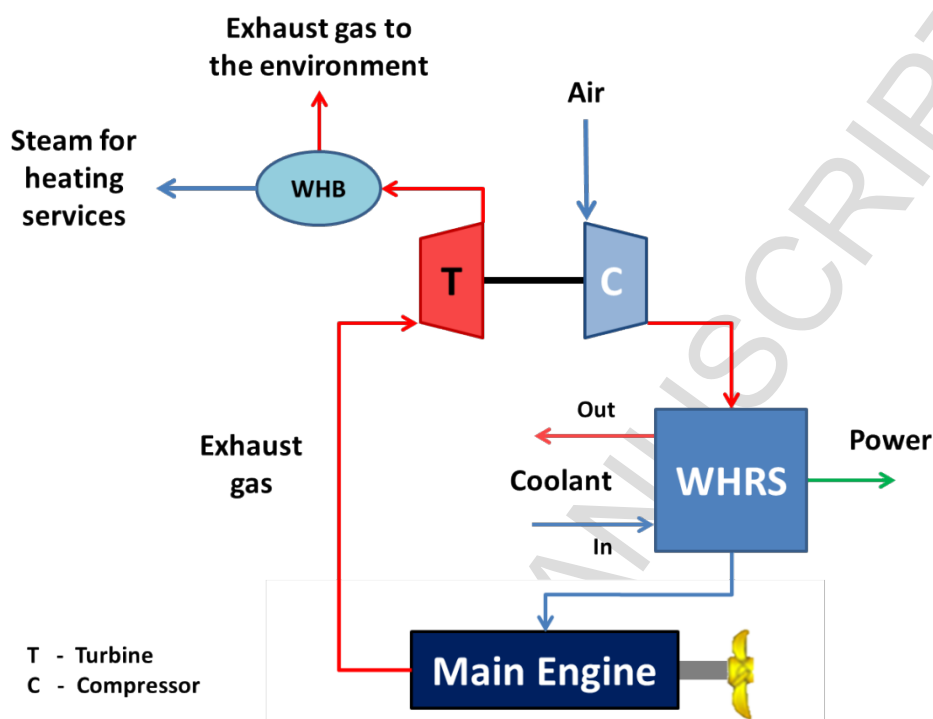 Exhaust gas to
the environment
Air
Steam for
heating
services
WHB
T
C
Out
Power
Exhaust
gas
Coolant
WHRS
In
Main Engine
T - Turbine
C - Compressor